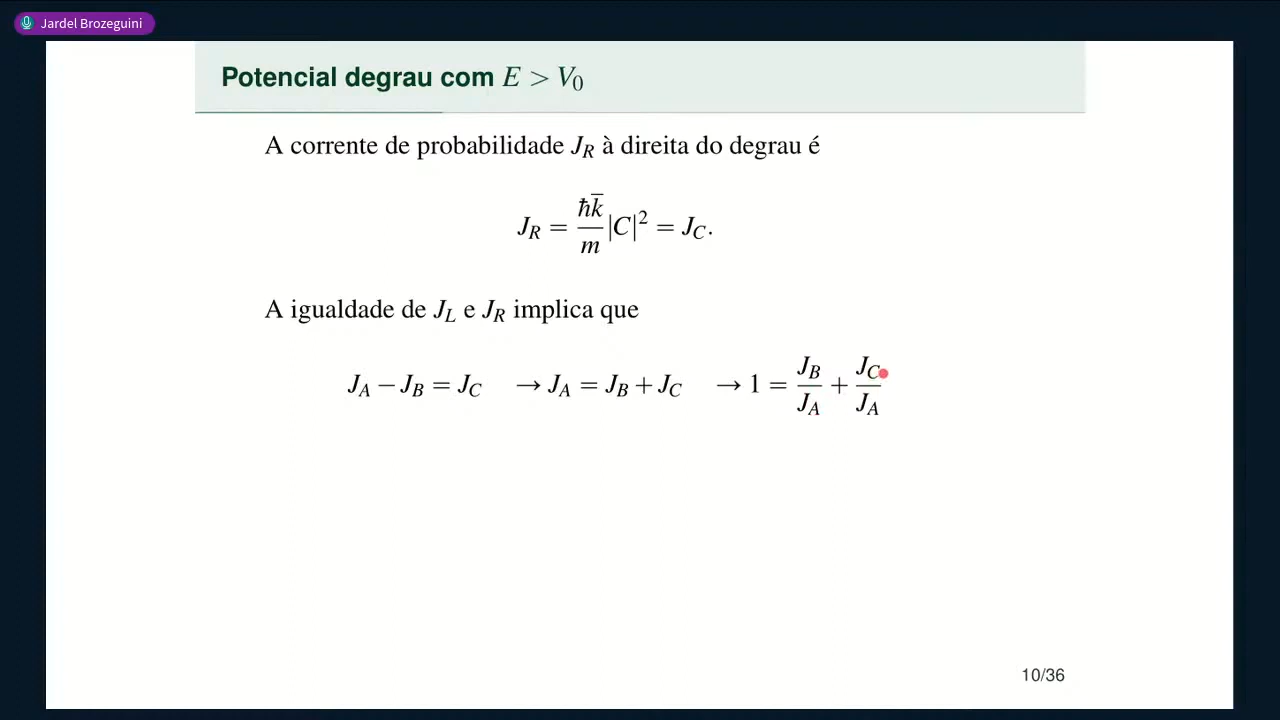 Jardel Brozeguini
Potencial degrau com E > V₀
A corrente de probabilidade J_R à direita do degrau é
J_R = ħk̅/m |C|² = J_C.
A igualdade de J_L e J_R implica que
J_A − J_B = J_C → J_A = J_B + J_C → 1 = J_B/J_A + J_C/J_A
10/36